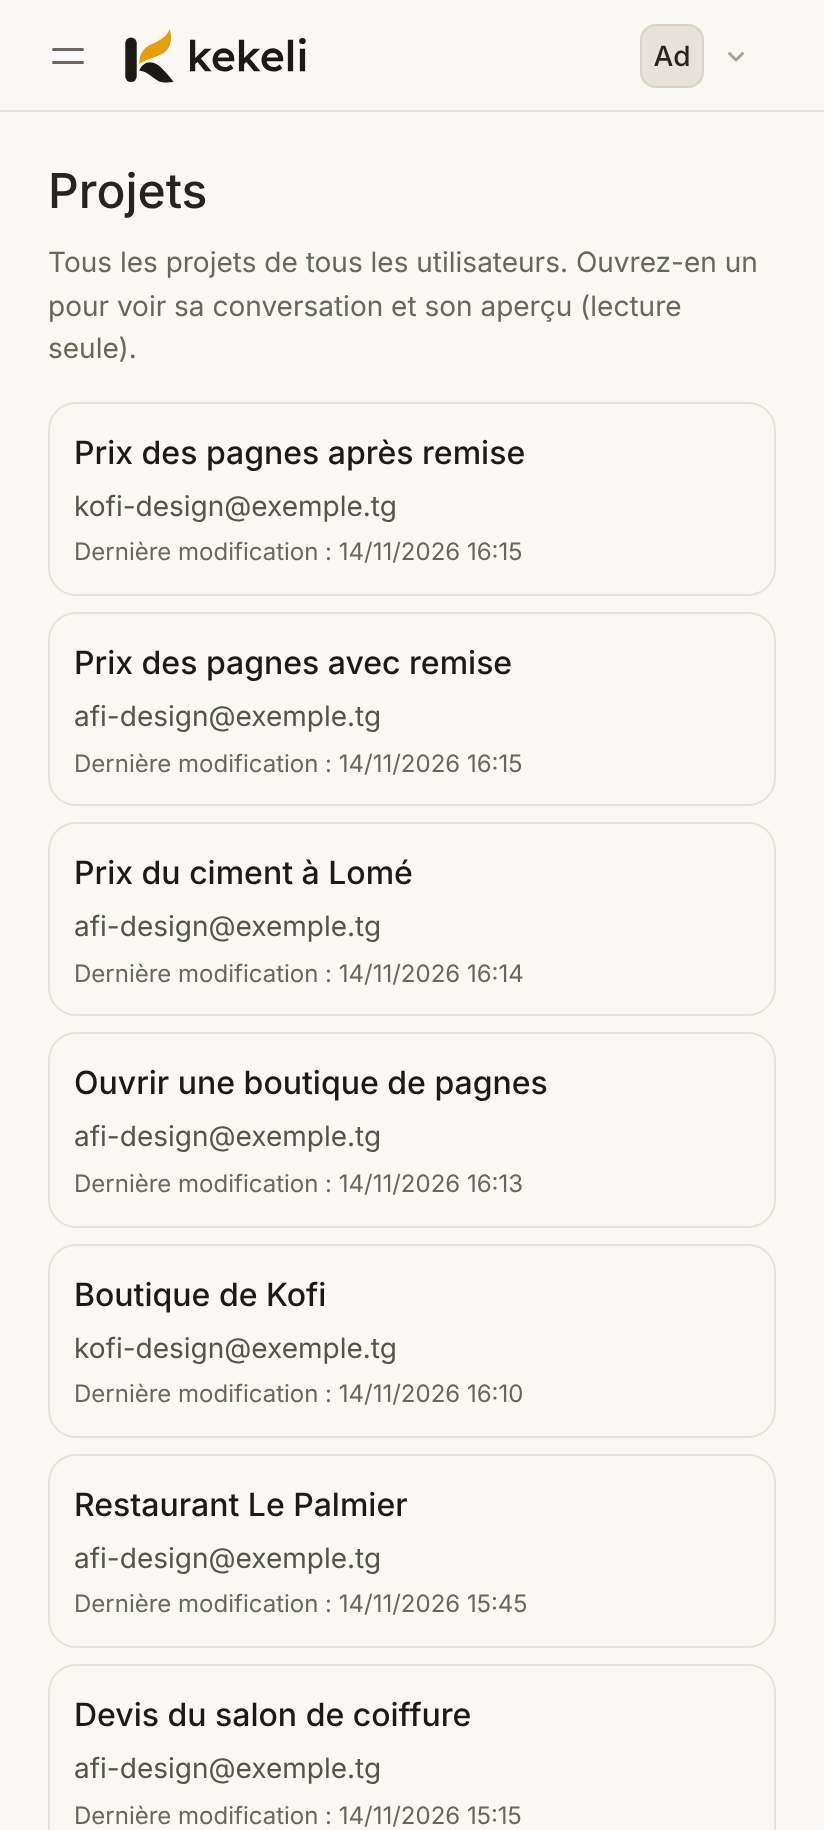 kekeli
Ad
Projets
Tous les projets de tous les utilisateurs. Ouvrez-en un
pour voir sa conversation et son aperçu (lecture
seule).
Prix des pagnes après remise
kofi-design@exemple.tg
Dernière modification : 14/11/2026 16:15
Prix des pagnes avec remise
afi-design@exemple.tg
Dernière modification : 14/11/2026 16:15
Prix du ciment à Lomé
afi-design@exemple.tg
Dernière modification : 14/11/2026 16:14
Ouvrir une boutique de pagnes
afi-design@exemple.tg
Dernière modification : 14/11/2026 16:13
Boutique de Kofi
kofi-design@exemple.tg
Dernière modification : 14/11/2026 16:10
Restaurant Le Palmier
afi-design@exemple.tg
Dernière modification : 14/11/2026 15:45
Devis du salon de coiffure
afi-design@exemple.tg
Dernière modification : 14/11/2026 15:15